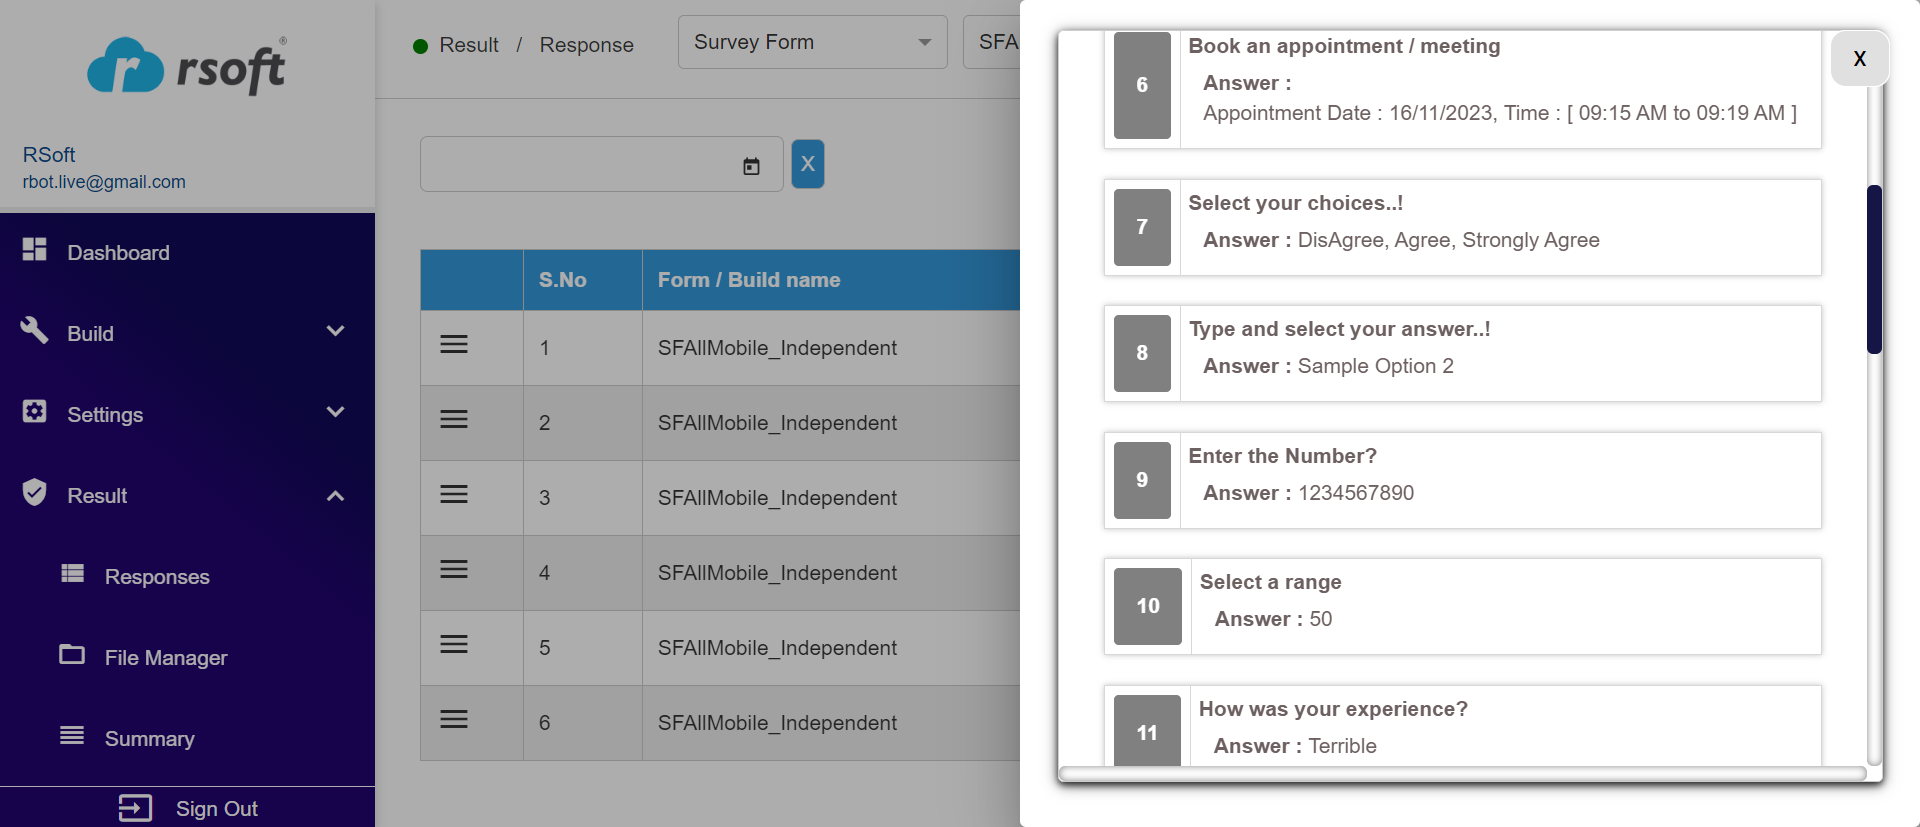 rsoft®
RSoft
rbot.live@gmail.com
Dashboard
Build
Settings
Result
Responses
File Manager
Summary
Sign Out
Result / Response
Survey Form
SFA
X
S.No Form / Build name
1 SFAllMobile_Independent
2 SFAllMobile_Independent
3 SFAllMobile_Independent
4 SFAllMobile_Independent
5 SFAllMobile_Independent
6 SFAllMobile_Independent
X
6 Book an appointment / meeting
Answer :
Appointment Date : 16/11/2023, Time : [ 09:15 AM to 09:19 AM ]
7 Select your choices..!
Answer : DisAgree, Agree, Strongly Agree
8 Type and select your answer..!
Answer : Sample Option 2
9 Enter the Number?
Answer : 1234567890
10 Select a range
Answer : 50
11 How was your experience?
Answer : Terrible